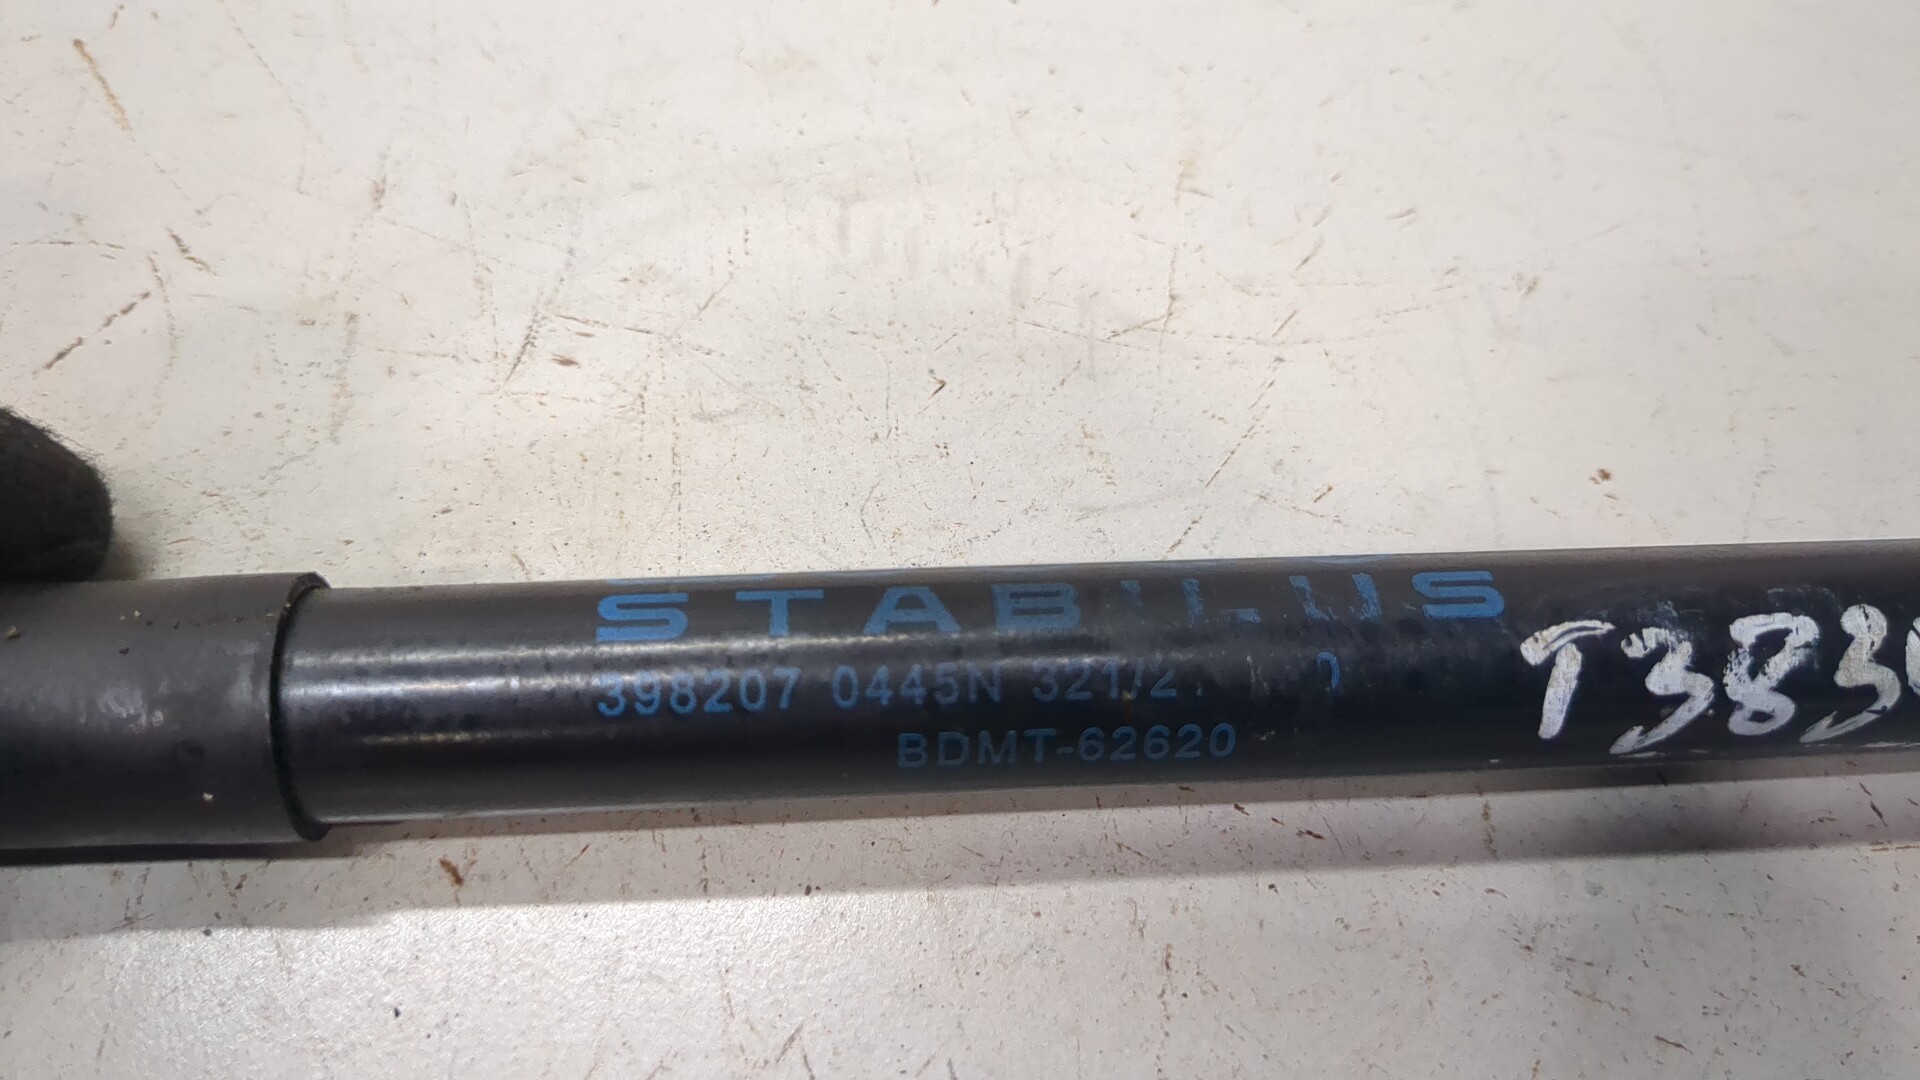 STABILUS
398207 0445N 321/2
BDMT-62620
T383